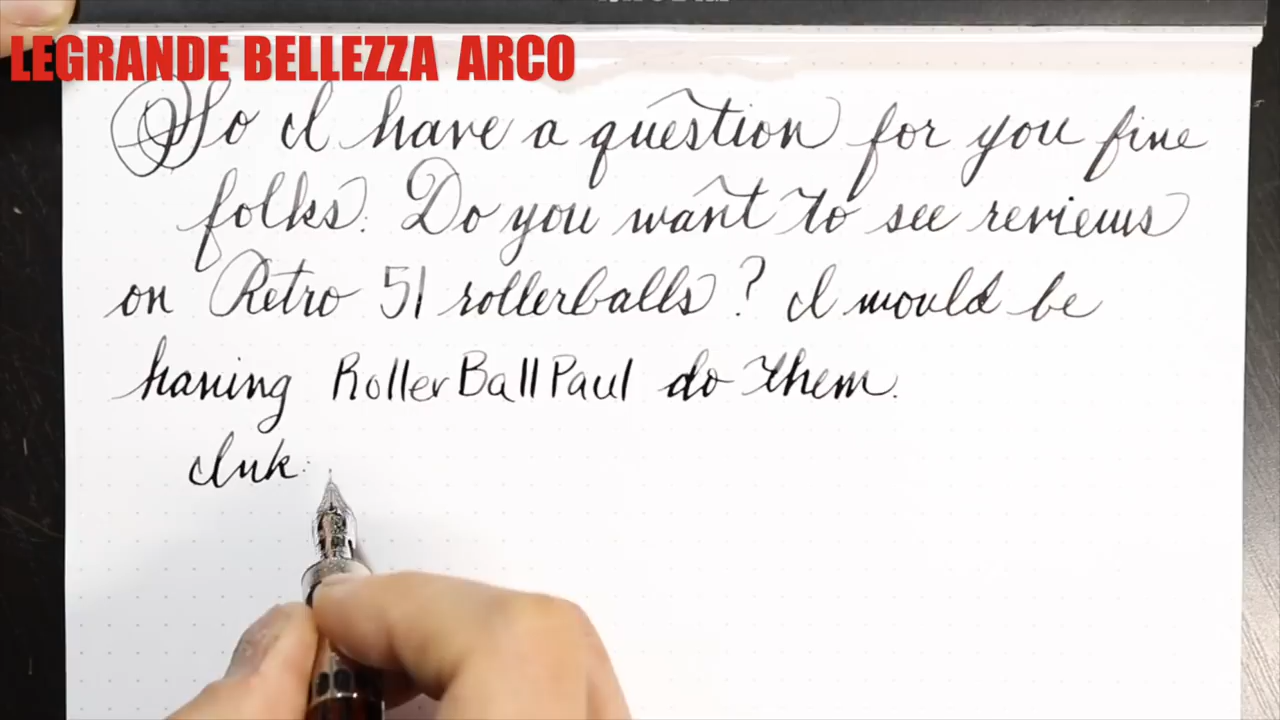 LEGRANDE BELLEZZA ARCO
So I have a question for you fine
folks. Do you want to see reviews
on Retro 51 rollerballs? I would be
having RollerBallPaul do them.
Ink: